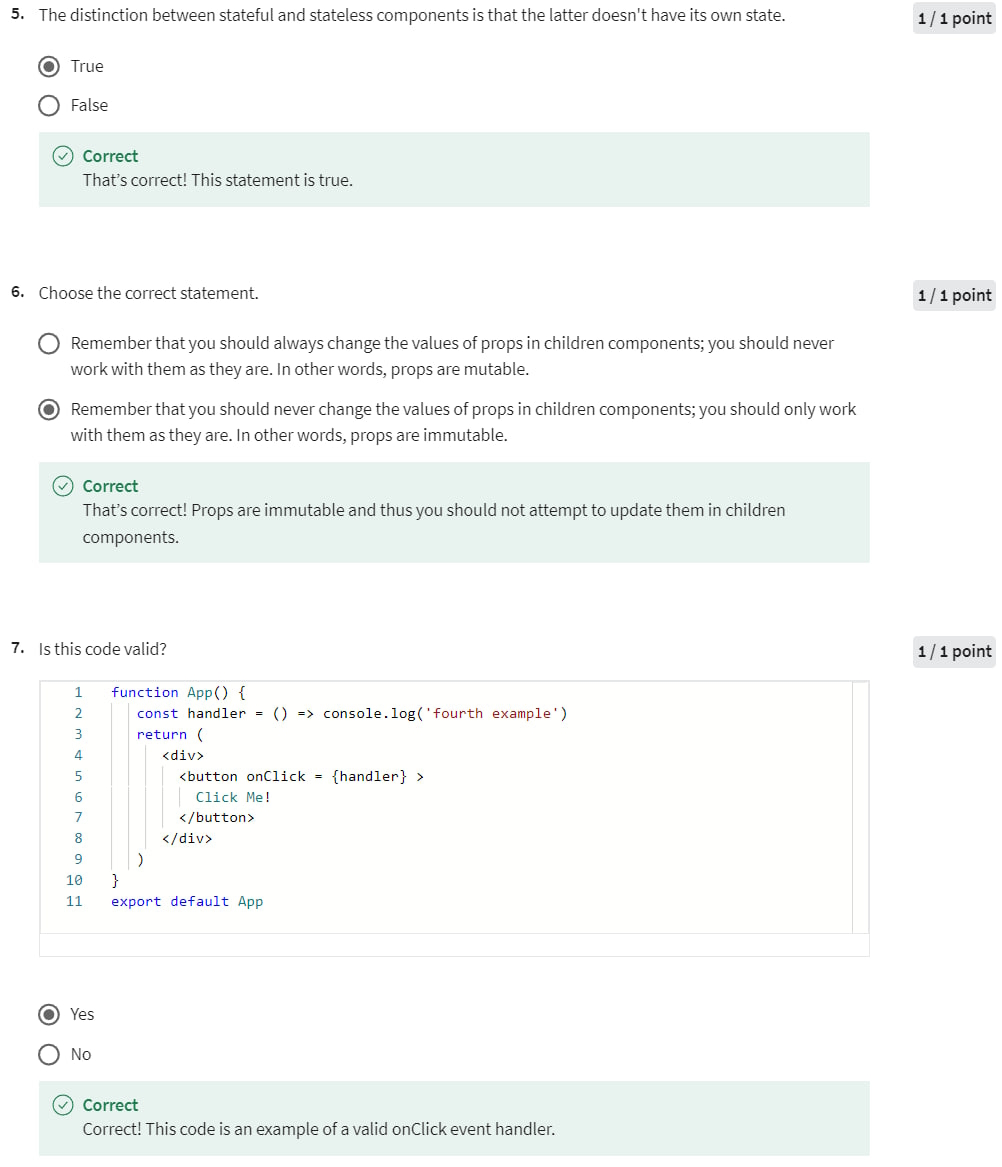 5. The distinction between stateful and stateless components is that the latter doesn't have its own state.
1 / 1 point
True
False
Correct
That's correct! This statement is true.
6. Choose the correct statement.
1 / 1 point
Remember that you should always change the values of props in children components; you should never
work with them as they are. In other words, props are mutable.
Remember that you should never change the values of props in children components; you should only work
with them as they are. In other words, props are immutable.
Correct
That's correct! Props are immutable and thus you should not attempt to update them in children
components.
7. Is this code valid?
1 / 1 point
1 function App() {
2 const handler = () => console.log('fourth example')
3 return (
4 <div>
5 <button onClick = {handler} >
6 Click Me!
7 </button>
8 </div>
9 )
10 }
11 export default App
Yes
No
Correct
Correct! This code is an example of a valid onClick event handler.